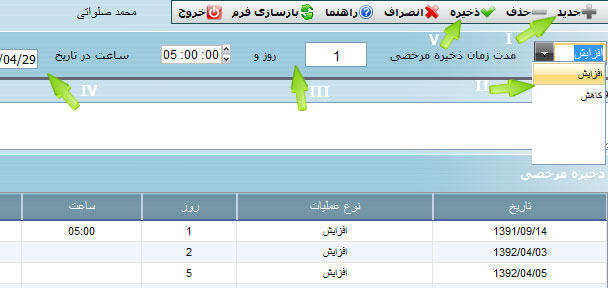 جدید حذف ذخیره انصراف راهنما بازسازی فرم خروج محمد صلواتی
I V
افزایش مدت زمان ذخیره مرخصی 1 روز و 05:00:00 ساعت در تاریخ /04/29
افزایش
II III IV
کاهش
ذخیره مرخصی
تاریخ نوع عملیات روز ساعت
1391/09/14 افزایش 1 05:00
1392/04/03 افزایش 2
1392/04/05 افزایش 5